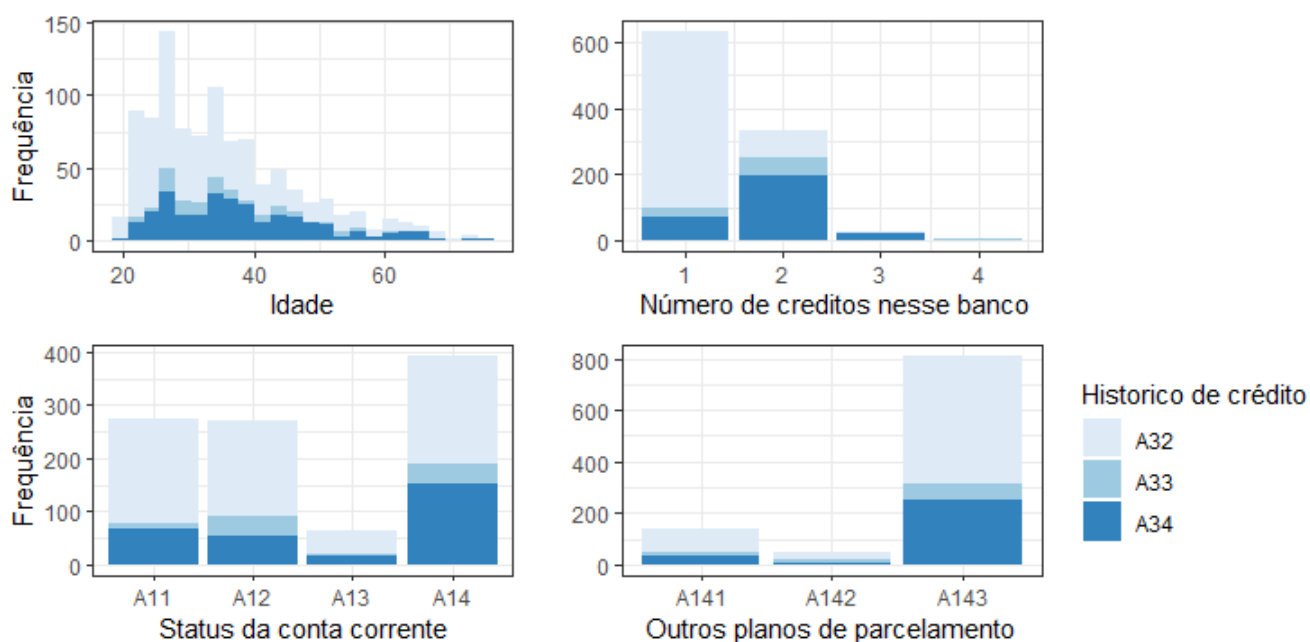 150
100
50
0
Frequência
20 40 60
Idade
600
400
200
0
1 2 3 4
Número de creditos nesse banco
400
300
200
100
0
Frequência
A11 A12 A13 A14
Status da conta corrente
800
600
400
200
0
A141 A142 A143
Outros planos de parcelamento
Historico de crédito
A32
A33
A34